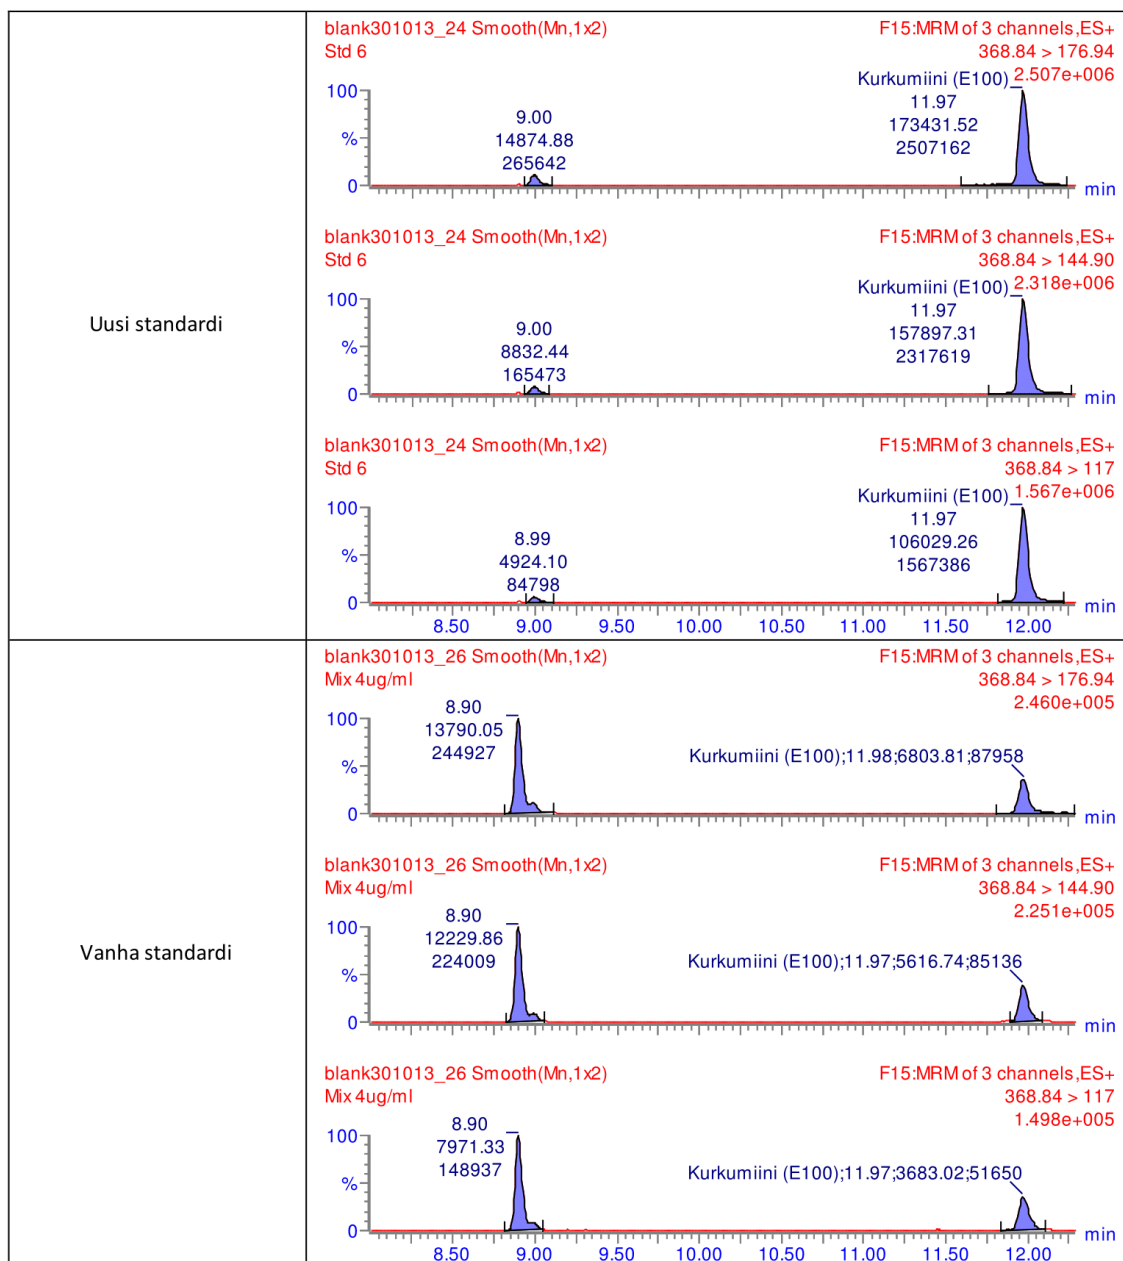 Uusi standardi
blank301013_24 Smooth(Mn,1x2)
F15:MRM of 3 channels,ES+
Std 6
368.84 > 176.94
2.507e+006
Kurkumiini (E100)
11.97
173431.52
2507162
9.00
14874.88
265642
100
%
0
min
blank301013_24 Smooth(Mn,1x2)
F15:MRM of 3 channels,ES+
Std 6
368.84 > 144.90
2.318e+006
Kurkumiini (E100)
11.97
157897.31
2317619
9.00
8832.44
165473
100
%
0
min
blank301013_24 Smooth(Mn,1x2)
F15:MRM of 3 channels,ES+
Std 6
368.84 > 117
1.567e+006
Kurkumiini (E100)
11.97
106029.26
1567386
8.99
4924.10
84798
100
%
0
min
8.50 9.00 9.50 10.00 10.50 11.00 11.50 12.00
Vanha standardi
blank301013_26 Smooth(Mn,1x2)
F15:MRM of 3 channels,ES+
Mix 4ug/ml
368.84 > 176.94
2.460e+005
8.90
13790.05
244927
Kurkumiini (E100);11.98;6803.81;87958
100
%
0
min
blank301013_26 Smooth(Mn,1x2)
F15:MRM of 3 channels,ES+
Mix 4ug/ml
368.84 > 144.90
2.251e+005
8.90
12229.86
224009
Kurkumiini (E100);11.97;5616.74;85136
100
%
0
min
blank301013_26 Smooth(Mn,1x2)
F15:MRM of 3 channels,ES+
Mix 4ug/ml
368.84 > 117
1.498e+005
8.90
7971.33
148937
Kurkumiini (E100);11.97;3683.02;51650
100
%
0
min
8.50 9.00 9.50 10.00 10.50 11.00 11.50 12.00